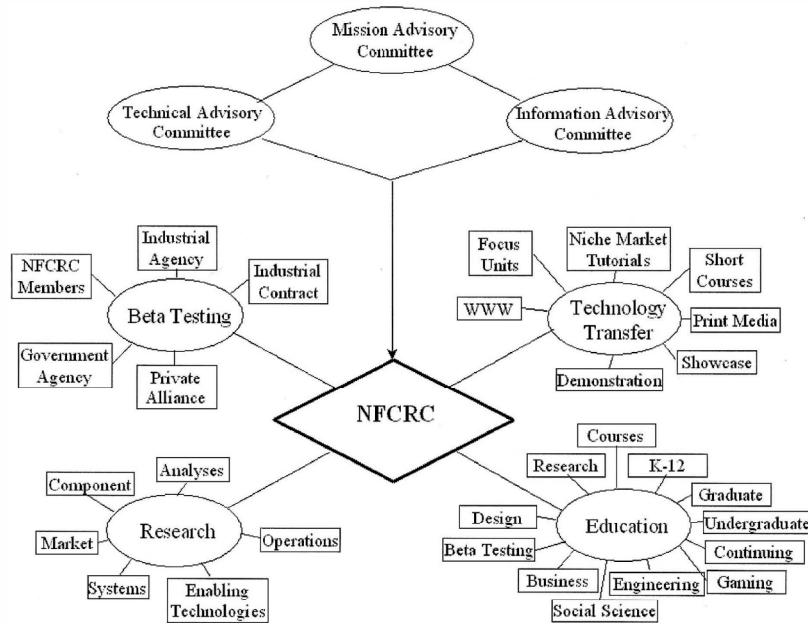 Mission Advisory
Committee
Technical Advisory
Committee
Information Advisory
Committee
Industrial
Agency
NFCRC
Members
Industrial
Contract
Beta Testing
Government
Agency
Private
Alliance
Focus
Units
Niche Market
Tutorials
Short
Courses
WWW
Technology
Transfer
Print Media
Showcase
Demonstration
NFCRC
Analyses
Component
Research
Market
Operations
Systems
Enabling
Technologies
Courses
Research
K-12
Graduate
Design
Education
Undergraduate
Beta Testing
Continuing
Business
Engineering
Gaming
Social Science